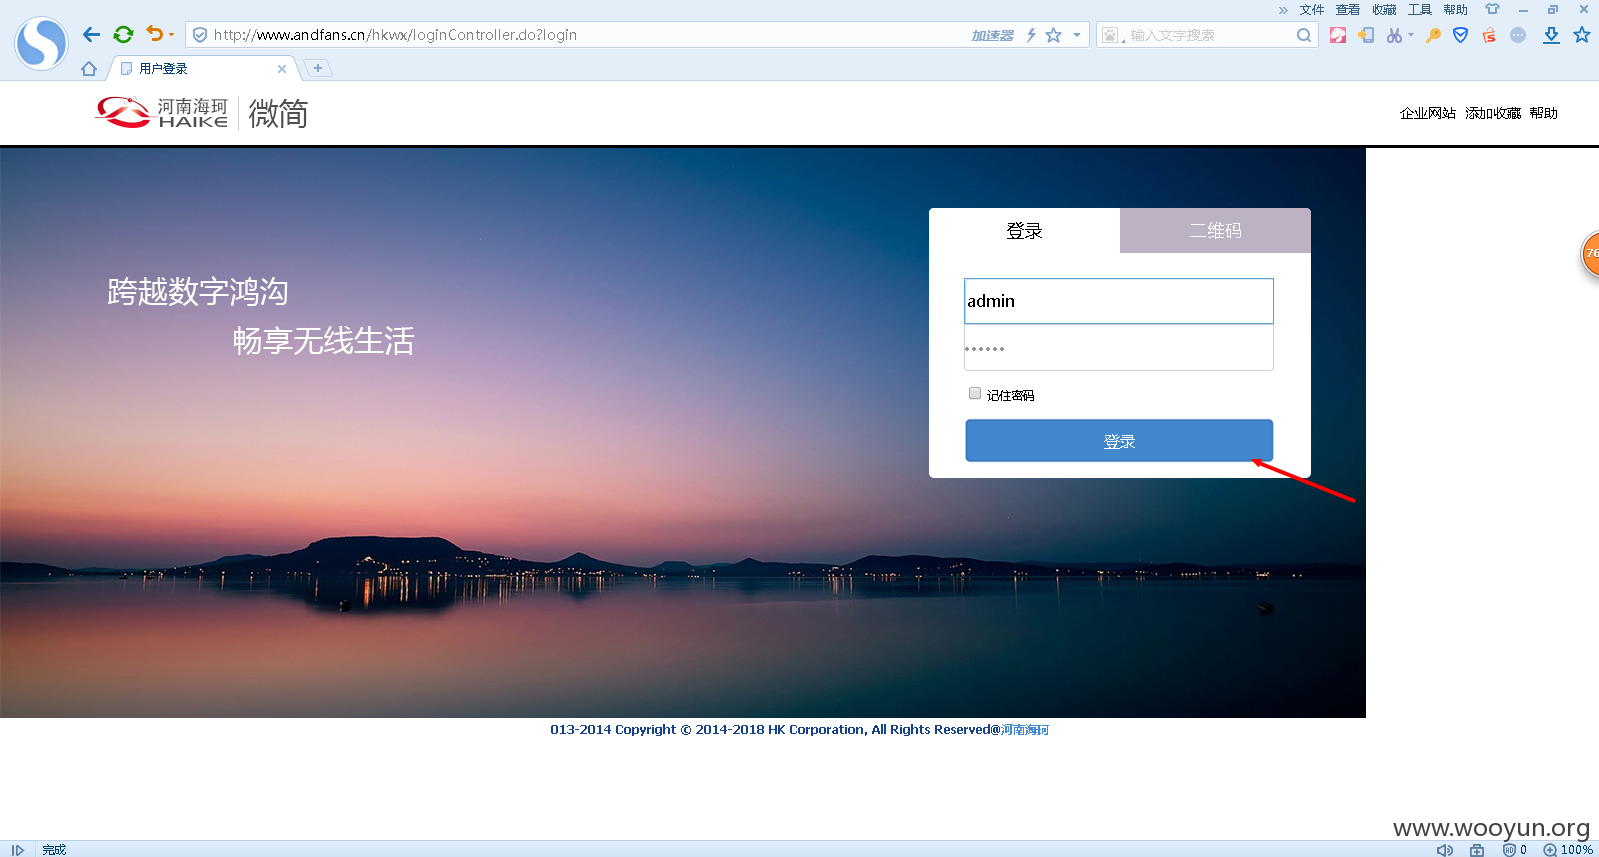 » 文件 查看 收藏 工具 帮助
http://www.andfans.cn/hkwx/loginController.do?login
加速器
输入文字搜索
用户登录
河南海珂
HAIKE
微简
企业网站 添加收藏 帮助
登录
二维码
跨越数字鸿沟
畅享无线生活
admin
••••••
记住密码
登录
76
013-2014 Copyright © 2014-2018 HK Corporation, All Rights Reserved@河南海珂
www.wooyun.org
完成
0
100%